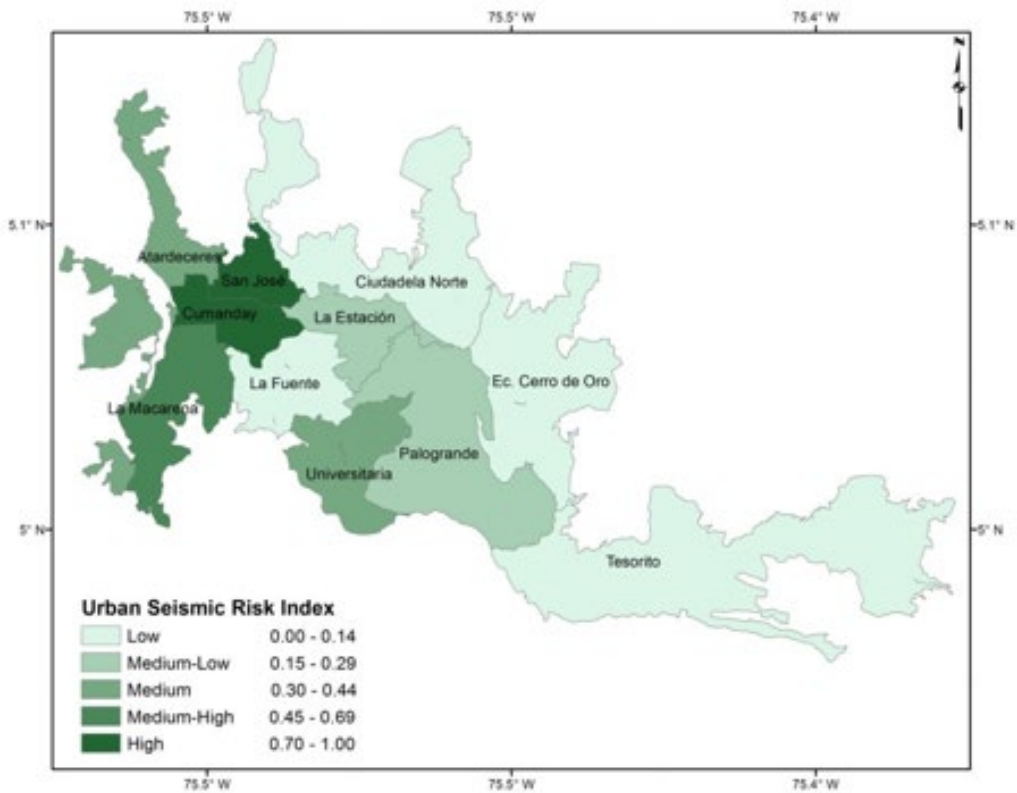 75.5° W
75.5° W
75.4° W
N
5.1° N
5.1° N
Atardeceres
San José
Ciudadela Norte
Cumanday
La Estación
La Fuente
Ec. Cerro de Oro
La Macarena
Palogrande
Universitaria
5° N
5° N
Tesorito
Urban Seismic Risk Index
Low 0.00 - 0.14
Medium-Low 0.15 - 0.29
Medium 0.30 - 0.44
Medium-High 0.45 - 0.69
High 0.70 - 1.00
75.5° W
75.5° W
75.4° W